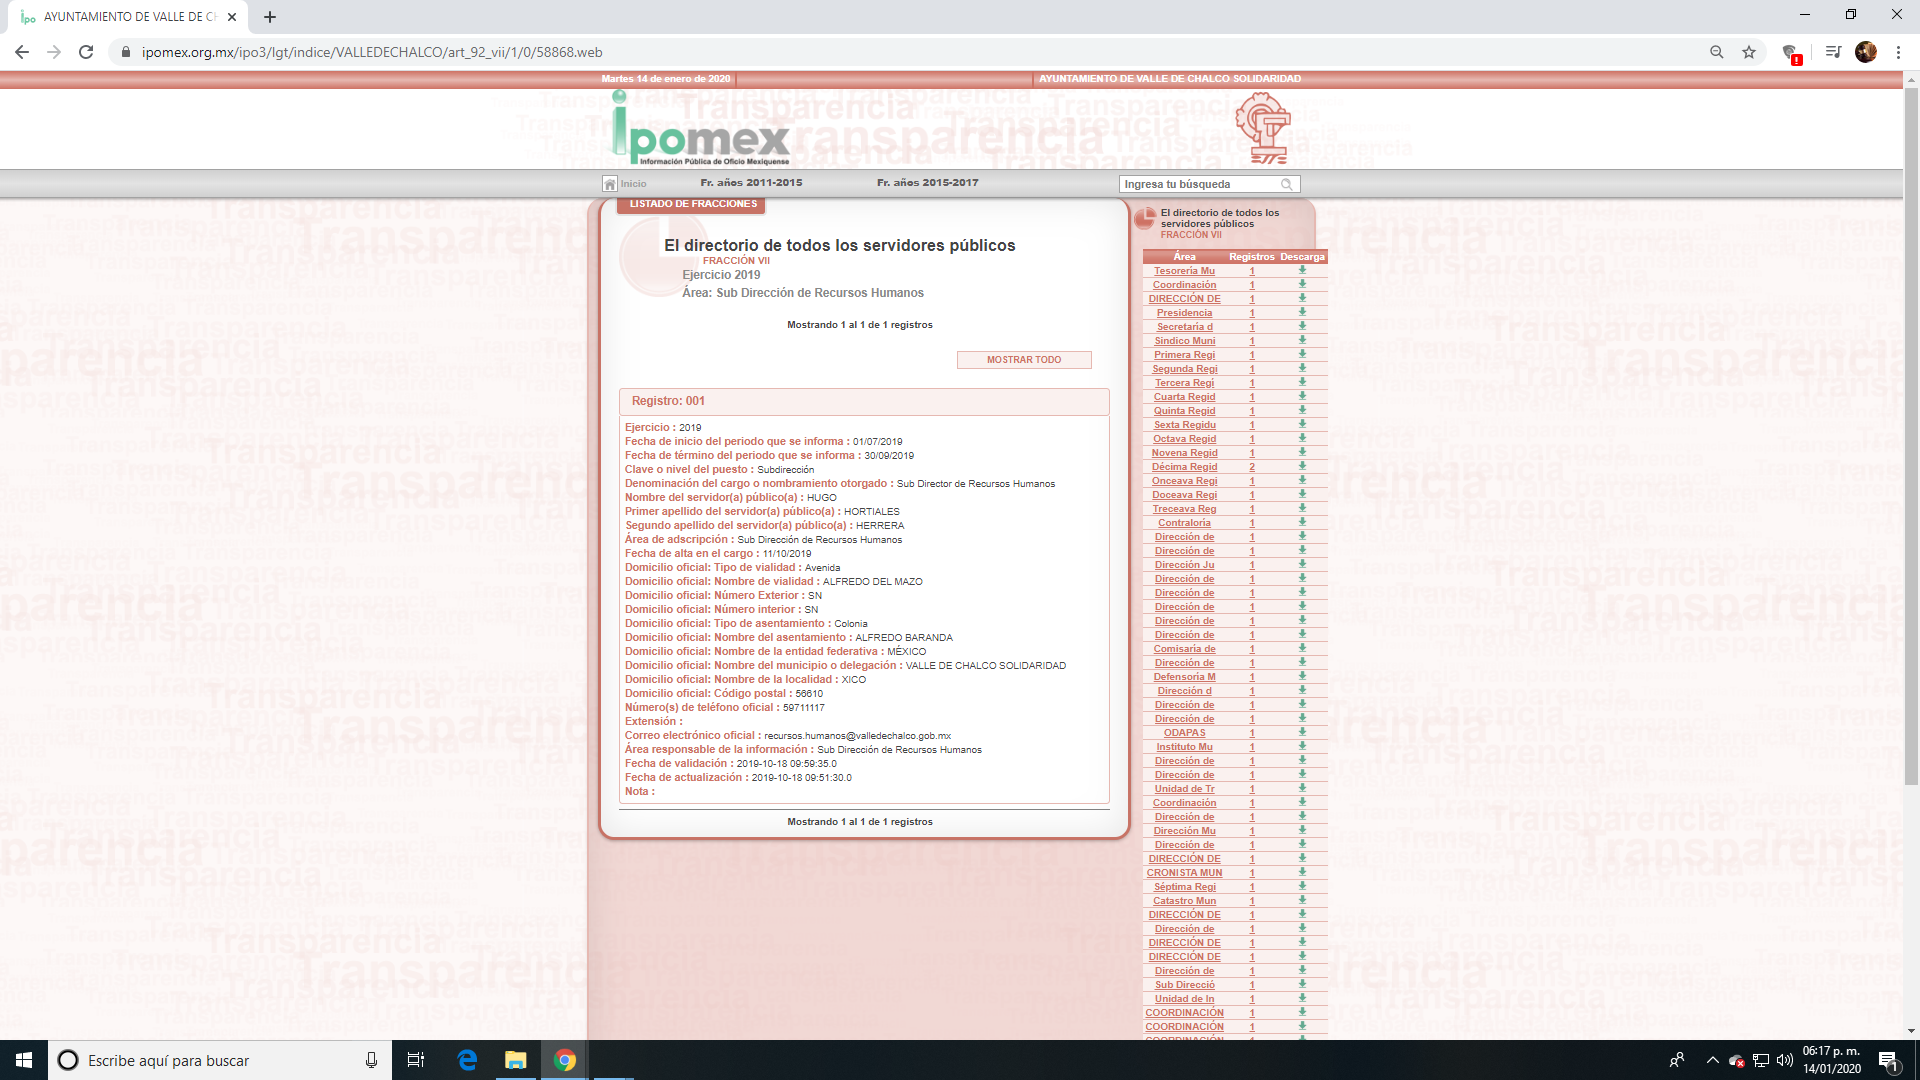 AYUNTAMIENTO DE VALLE DE CH
ipomex.org.mx/ipo3/lgt/indice/VALLEDECHALCO/art_92_vii/1/0/58868.web
Martes 14 de enero de 2020
AYUNTAMIENTO DE VALLE DE CHALCO SOLIDARIDAD
ipomex
Información Pública de Oficio Mexiquense
Transparencia
Inicio
Fr. años 2011-2015
Fr. años 2015-2017
Ingresa tu búsqueda
LISTADO DE FRACCIONES
El directorio de todos los servidores públicos
FRACCIÓN VII
Ejercicio 2019
Área: Sub Dirección de Recursos Humanos
Mostrando 1 al 1 de 1 registros
MOSTRAR TODO
Registro: 001
Ejercicio : 2019
Fecha de inicio del periodo que se informa : 01/07/2019
Fecha de término del periodo que se informa : 30/09/2019
Clave o nivel del puesto : Subdirección
Denominación del cargo o nombramiento otorgado : Sub Director de Recursos Humanos
Nombre del servidor(a) público(a) : HUGO
Primer apellido del servidor(a) público(a) : HORTIALES
Segundo apellido del servidor(a) público(a) : HERRERA
Área de adscripción : Sub Dirección de Recursos Humanos
Fecha de alta en el cargo : 11/10/2019
Domicilio oficial: Tipo de vialidad : Avenida
Domicilio oficial: Nombre de vialidad : ALFREDO DEL MAZO
Domicilio oficial: Número Exterior : SN
Domicilio oficial: Número interior : SN
Domicilio oficial: Tipo de asentamiento : Colonia
Domicilio oficial: Nombre del asentamiento : ALFREDO BARANDA
Domicilio oficial: Nombre de la entidad federativa : MÉXICO
Domicilio oficial: Nombre del municipio o delegación : VALLE DE CHALCO SOLIDARIDAD
Domicilio oficial: Nombre de la localidad : XICO
Domicilio oficial: Código postal : 56610
Número(s) de teléfono oficial : 59711117
Extensión :
Correo electrónico oficial : recursos.humanos@valledechalco.gob.mx
Área responsable de la información : Sub Dirección de Recursos Humanos
Fecha de validación : 2019-10-18 09:59:35.0
Fecha de actualización : 2019-10-18 09:51:30.0
Nota :
Mostrando 1 al 1 de 1 registros
El directorio de todos los
servidores públicos
FRACCIÓN VII
Área Registros Descarga
Tesorería Mu 1
Coordinación 1
DIRECCIÓN DE 1
Presidencia 1
Secretaria d 1
Sindico Muni 1
Primera Regi 1
Segunda Regi 1
Tercera Regi 1
Cuarta Regid 1
Quinta Regid 1
Sexta Regidu 1
Octava Regid 1
Novena Regid 1
Décima Regid 2
Onceava Regi 1
Doceava Regi 1
Treceava Reg 1
Contraloria 1
Dirección de 1
Dirección de 1
Dirección Ju 1
Dirección de 1
Dirección de 1
Dirección de 1
Dirección de 1
Dirección de 1
Comisaría de 1
Dirección de 1
Defensoría M 1
Dirección d 1
Dirección de 1
Dirección de 1
ODAPAS 1
Instituto Mu 1
Dirección de 1
Dirección de 1
Unidad de Tr 1
Coordinación 1
Dirección de 1
Dirección Mu 1
Dirección de 1
DIRECCIÓN DE 1
CRONISTA MUN 1
Séptima Regi 1
Catastro Mun 1
DIRECCIÓN DE 1
Dirección de 1
DIRECCIÓN DE 1
DIRECCIÓN DE 1
Dirección de 1
Sub Direcció 1
Unidad de In 1
COORDINACIÓN 1
COORDINACIÓN 1
Escribe aquí para buscar
06:17 p. m.
14/01/2020
1